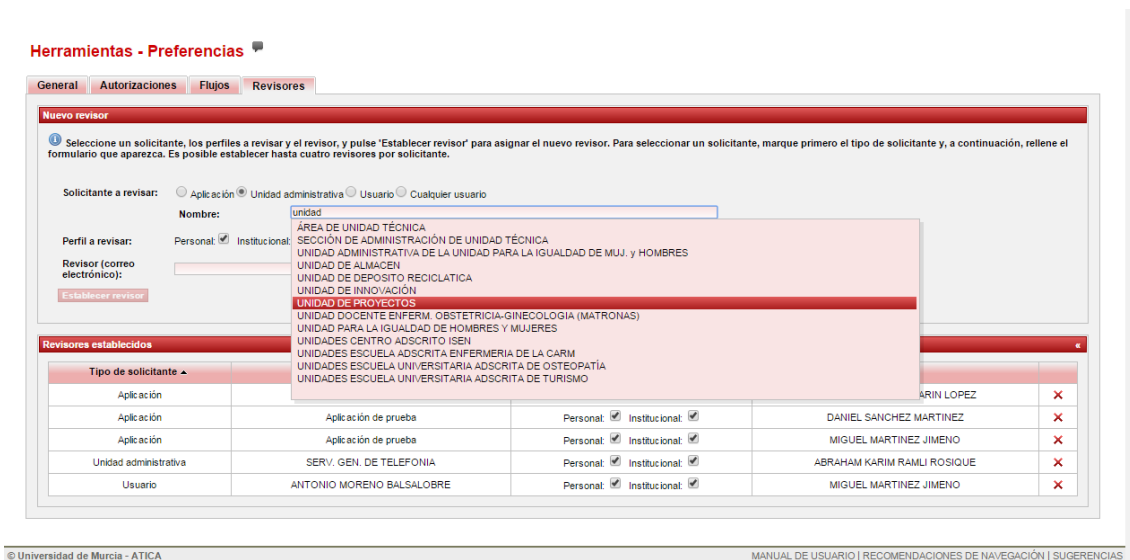 Herramientas - Preferencias
General Autorizaciones Flujos Revisores
Nuevo revisor
Seleccione un solicitante, los perfiles a revisar y el revisor, y pulse 'Establecer revisor' para asignar el nuevo revisor. Para seleccionar un solicitante, marque primero el tipo de solicitante y, a continuación, rellene el
formulario que aparezca. Es posible establecer hasta cuatro revisores por solicitante.
Solicitante a revisar: Aplicación Unidad administrativa Usuario Cualquier usuario
Nombre: unidad
ÁREA DE UNIDAD TÉCNICA
Perfil a revisar: Personal: Institucional: SECCIÓN DE ADMINISTRACIÓN DE UNIDAD TÉCNICA
UNIDAD ADMINISTRATIVA DE LA UNIDAD PARA LA IGUALDAD DE MUJ. y HOMBRES
Revisor (correo
electrónico):
UNIDAD DE ALMACEN
UNIDAD DE DEPOSITO RECICLATICA
UNIDAD DE INNOVACIÓN
Establecer revisor
UNIDAD DE PROYECTOS
UNIDAD DOCENTE ENFERM. OBSTETRICIA-GINECOLOGIA (MATRONAS)
UNIDAD PARA LA IGUALDAD DE HOMBRES Y MUJERES
UNIDADES CENTRO ADSCRITO ISEN
UNIDADES ESCUELA ADSCRITA ENFERMERIA DE LA CARM
UNIDADES ESCUELA UNIVERSITARIA ADSCRITA DE OSTEOPATÍA
UNIDADES ESCUELA UNIVERSITARIA ADSCRITA DE TURISMO
Revisores establecidos «
Tipo de solicitante
Aplicación LOPEZ
Aplicación Aplicación de prueba Personal: Institucional: DANIEL SANCHEZ MARTINEZ
Aplicación Aplicación de prueba Personal: Institucional: MIGUEL MARTINEZ JIMENO
Unidad administrativa SERV. GEN. DE TELEFONIA Personal: Institucional: ABRAHAM KARIM RAMLI ROSIQUE
Usuario ANTONIO MORENO BALSALOBRE Personal: Institucional: MIGUEL MARTINEZ JIMENO
© Universidad de Murcia - ATICA MANUAL DE USUARIO | RECOMENDACIONES DE NAVEGACIÓN | SUGERENCIAS